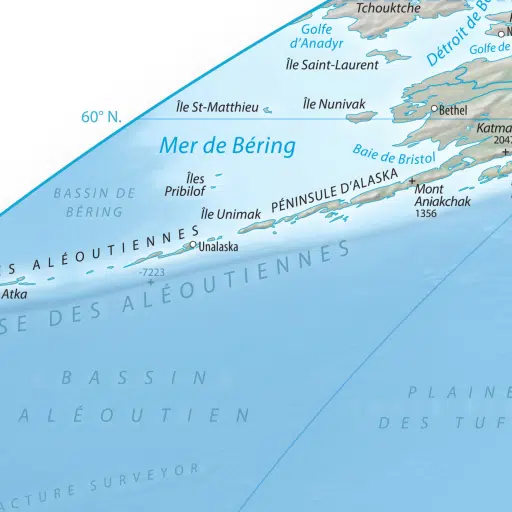 Tchouktche
Golfe
d'Anadyr
Détroit de Bé
Golfe de
Île Saint-Laurent
Île St-Matthieu
Île Nunivak
Bethel
60° N.
Mer de Béring
Katma
2047
Baie de Bristol
Îles
Pribilof
BASSIN DE
BÉRING
PÉNINSULE D'ALASKA
Mont
Aniakchak
1356
Île Unimak
S ALÉOUTIENNES
Unalaska
-7223
Atka
SE DES ALÉOUTIENNES
BASSIN
ALÉOUTIEN
PLAINE
DES TUF
ACTURE SURVEYOR